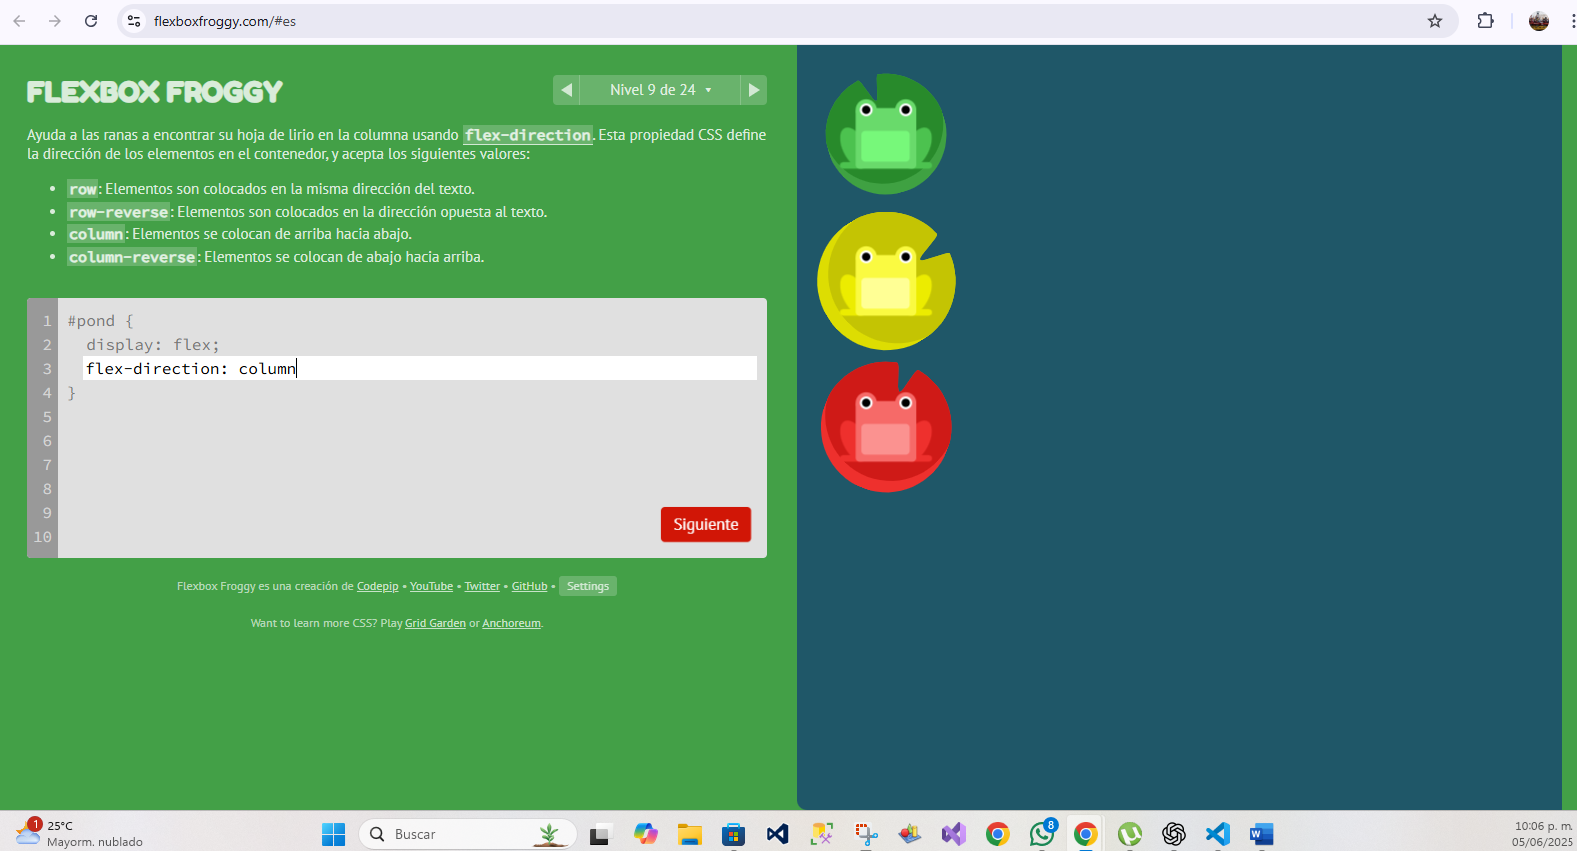 flexboxfroggy.com/#es
FLEXBOX FROGGY
Nivel 9 de 24
Ayuda a las ranas a encontrar su hoja de lirio en la columna usando flex-direction. Esta propiedad CSS define
la dirección de los elementos en el contenedor, y acepta los siguientes valores:
• row: Elementos son colocados en la misma dirección del texto.
• row-reverse: Elementos son colocados en la dirección opuesta al texto.
• column: Elementos se colocan de arriba hacia abajo.
• column-reverse: Elementos se colocan de abajo hacia arriba.
1 #pond {
2 display: flex;
3 flex-direction: column
4 }
5
6
7
8
9
10
Siguiente
Flexbox Froggy es una creación de Codepip • YouTube • Twitter • GitHub • Settings
Want to learn more CSS? Play Grid Garden or Anchoreum.
1
25°C
Mayorm. nublado
Buscar
8
W
10:06 p. m.
05/06/2025